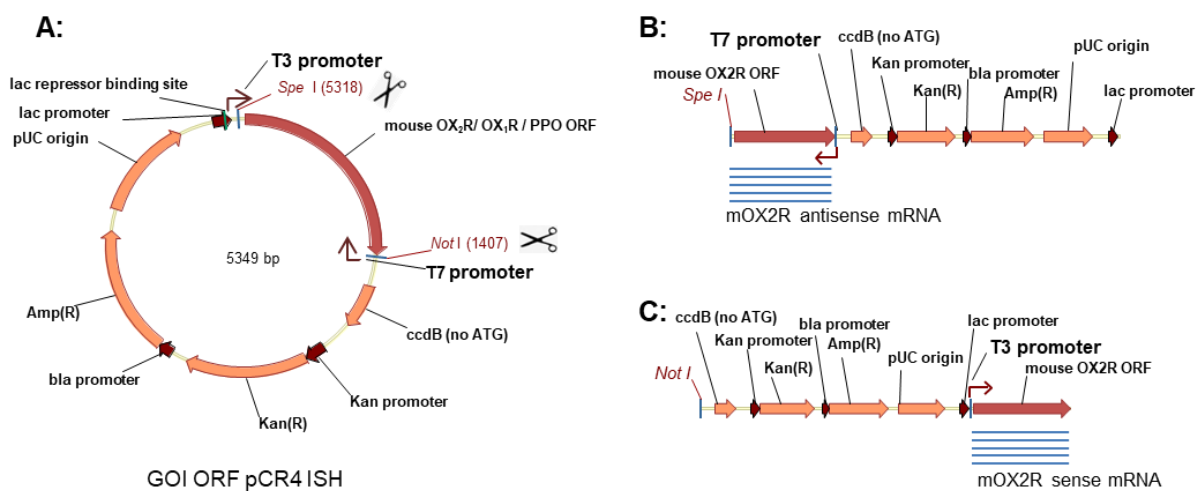 A:
T3 promoter
lac repressor binding site
Spe I (5318)
lac promoter
pUC origin
mouse OX₂R/ OX₁R / PPO ORF
5349 bp
Not I (1407)
T7 promoter
Amp(R)
ccdB (no ATG)
bla promoter
Kan promoter
Kan(R)
GOI ORF pCR4 ISH
B:
T7 promoter
ccdB (no ATG)
Kan promoter
pUC origin
mouse OX2R ORF
bla promoter
Spe I
Kan(R)
Amp(R)
lac promoter
mOX2R antisense mRNA
C:
ccdB (no ATG)
bla promoter
lac promoter
Kan promoter
Amp(R)
T3 promoter
Not I
Kan(R)
pUC origin
mouse OX2R ORF
mOX2R sense mRNA